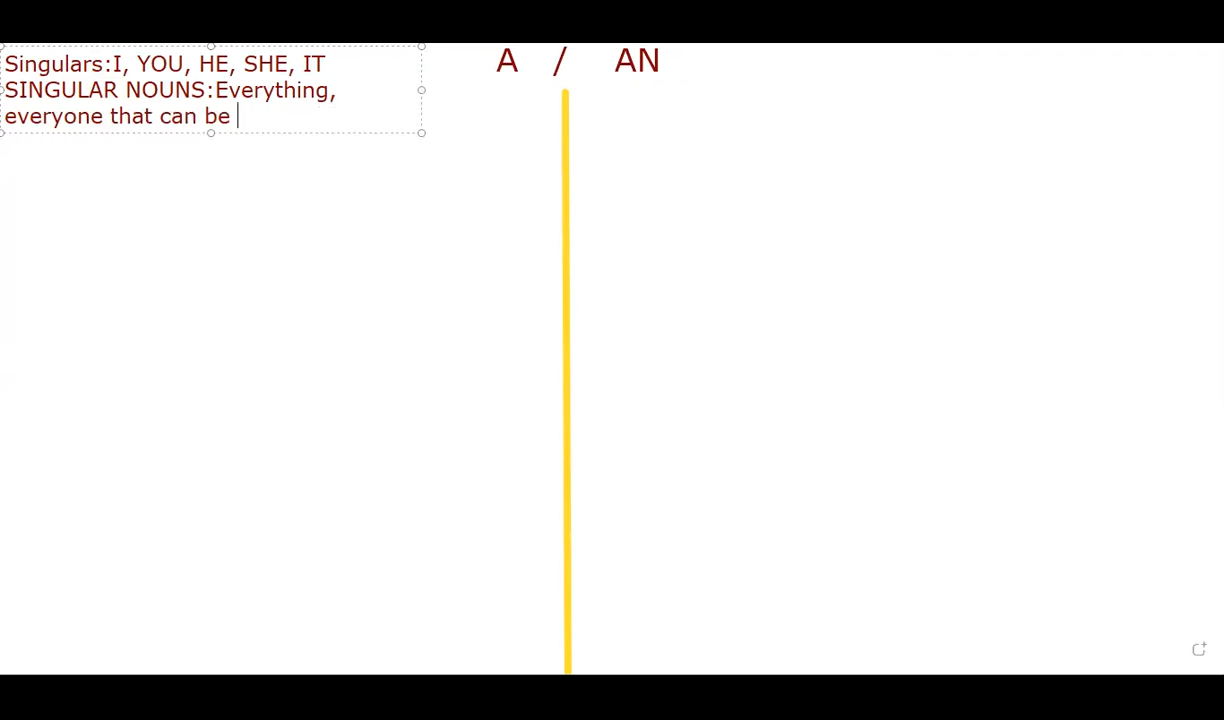 Singulars:I, YOU, HE, SHE, IT
SINGULAR NOUNS:Everything,
everyone that can be
A / AN